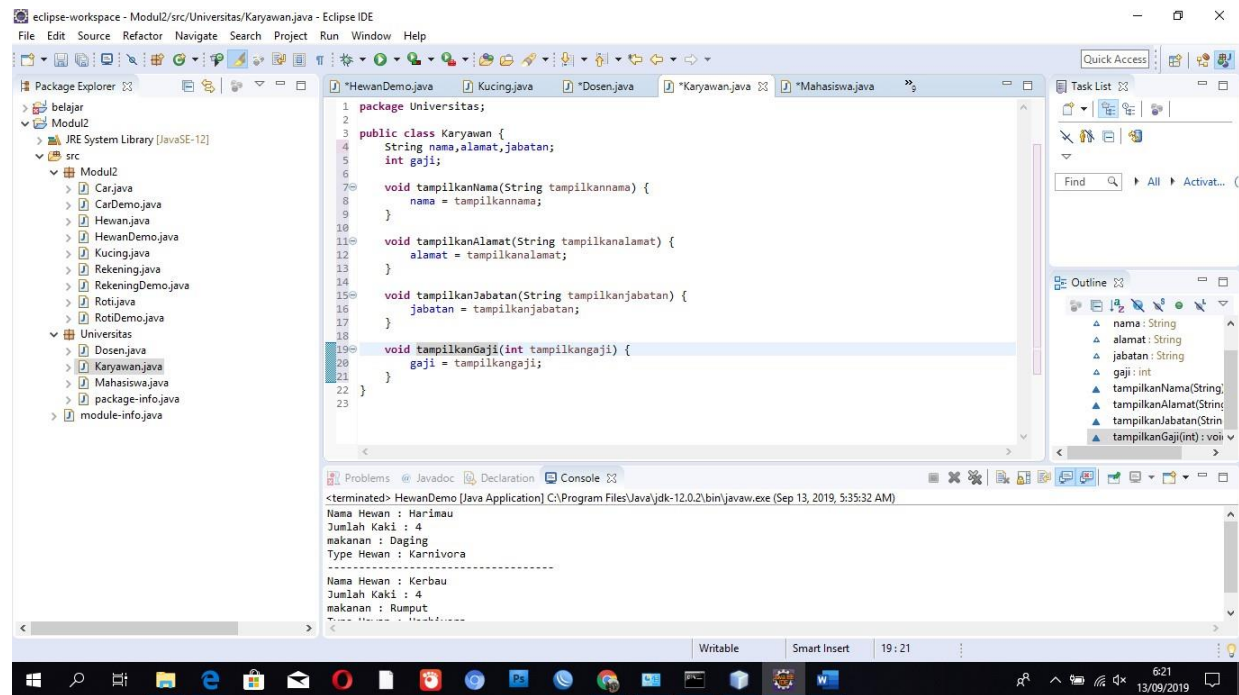 eclipse-workspace - Modul2/src/Universitas/Karyawan.java - Eclipse IDE
File Edit Source Refactor Navigate Search Project Run Window Help
Quick Access
Package Explorer
belajar
Modul2
JRE System Library [JavaSE-12]
src
Modul2
Car.java
CarDemo.java
Hewan.java
HewanDemo.java
Kucing.java
Rekening.java
RekeningDemo.java
Roti.java
RotiDemo.java
Universitas
Dosen.java
Karyawan.java
Mahasiswa.java
package-info.java
module-info.java
*HewanDemo.java Kucing.java *Dosen.java *Karyawan.java *Mahasiswa.java »9
1 package Universitas;
2
3 public class Karyawan {
4 String nama,alamat,jabatan;
5 int gaji;
6
7 void tampilkanNama(String tampilkannama) {
8 nama = tampilkannama;
9 }
10
11 void tampilkanAlamat(String tampilkanalamat) {
12 alamat = tampilkanalamat;
13 }
14
15 void tampilkanJabatan(String tampilkanjabatan) {
16 jabatan = tampilkanjabatan;
17 }
18
19 void tampilkanGaji(int tampilkangaji) {
20 gaji = tampilkangaji;
21 }
22 }
23
Task List
Find All Activat...
Outline
nama : String
alamat : String
jabatan : String
gaji : int
tampilkanNama(String)
tampilkanAlamat(String
tampilkanJabatan(Strin
tampilkanGaji(int) : voi
Problems Javadoc Declaration Console
<terminated> HewanDemo [Java Application] C:\Program Files\Java\jdk-12.0.2\bin\javaw.exe (Sep 13, 2019, 5:35:32 AM)
Nama Hewan : Harimau
Jumlah Kaki : 4
makanan : Daging
Type Hewan : Karnivora
-----------------------------------
Nama Hewan : Kerbau
Jumlah Kaki : 4
makanan : Rumput
Writable Smart Insert 19 : 21
6:21
13/09/2019